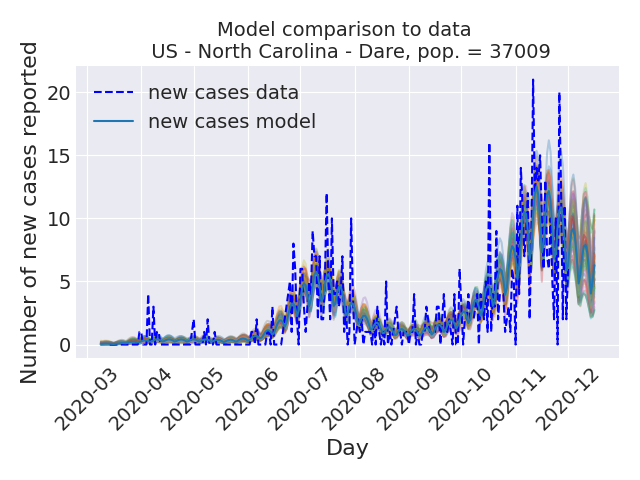 Model comparison to data
US - North Carolina - Dare, pop. = 37009
Number of new cases reported
20
15
10
5
0
new cases data
new cases model
2020-03
2020-04
2020-05
2020-06
2020-07
2020-08
2020-09
2020-10
2020-11
2020-12
Day